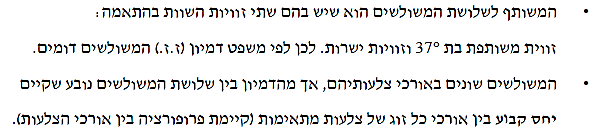 • המשותף לשלושת המשולשים הוא שיש בהם שתי זוויות השוות בהתאמה:
זווית משותפת בת 37° וזוויות ישרות. לכן לפי משפט דמיון (ז.ז.) המשולשים דומים.
• המשולשים שונים באורכי צלעותיהם, אך מהדמיון בין שלושת המשולשים נובע שקיים
יחס קבוע בין אורכי כל זוג של צלעות מתאימות (קיימת פרופורציה בין אורכי הצלעות).